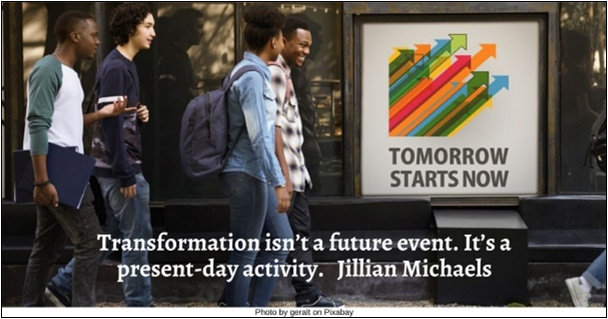 TOMORROW
STARTS NOW
Transformation isn't a future event. It's a
present-day activity.   Jillian Michaels
Photo by geralt on Pixabay